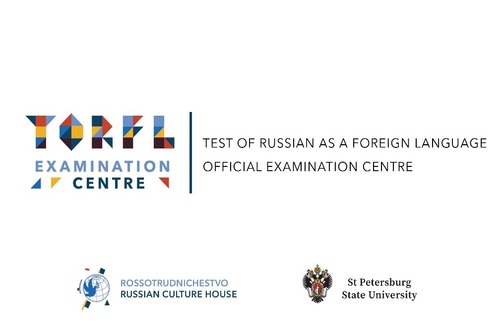 TORFL
EXAMINATION
CENTRE
TEST OF RUSSIAN AS A FOREIGN LANGUAGE
OFFICIAL EXAMINATION CENTRE
ROSSOTRUDNICHESTVO
RUSSIAN CULTURE HOUSE
St Petersburg
State University